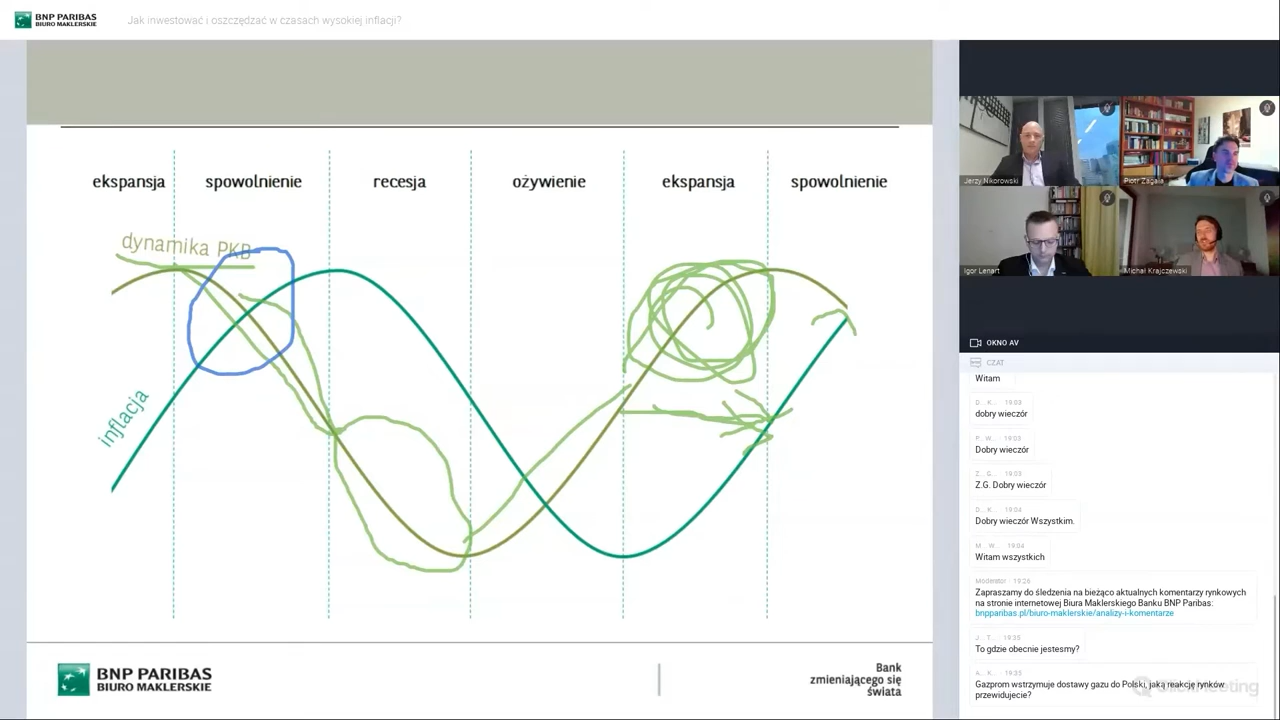 BNP PARIBAS
BIURO MAKLERSKIE
Jak inwestować i oszczędzać w czasach wysokiej inflacji?
ekspansja
spowolnienie
recesja
ożywienie
ekspansja
spowolnienie
dynamika PKB
inflacja
BNP PARIBAS
BIURO MAKLERSKIE
Bank
zmieniającego się
świata
Jerzy Nikorowski
Piotr Zagała
Igor Lenart
Michał Krajczewski
OKNO AV
CZAT
Witam
D... K... 19:03
dobry wieczór
P... W... 19:03
Dobry wieczór
Z... G... 19:03
Z.G. Dobry wieczór
D... K... 19:04
Dobry wieczór Wszystkim.
M... W... 19:04
Witam wszystkich
Moderator 19:26
Zapraszamy do śledzenia na bieżąco aktualnych komentarzy rynkowych
na stronie internetowej Biura Maklerskiego Banku BNP Paribas:
bnpparibas.pl/biuro-maklerskie/analizy-i-komentarze
J... T... 19:35
To gdzie obecnie jestesmy?
A... K... 19:35
Gazprom wstrzymuje dostawy gazu do Polski, jaką reakcję rynków
przewidujecie?
ClickMeeting